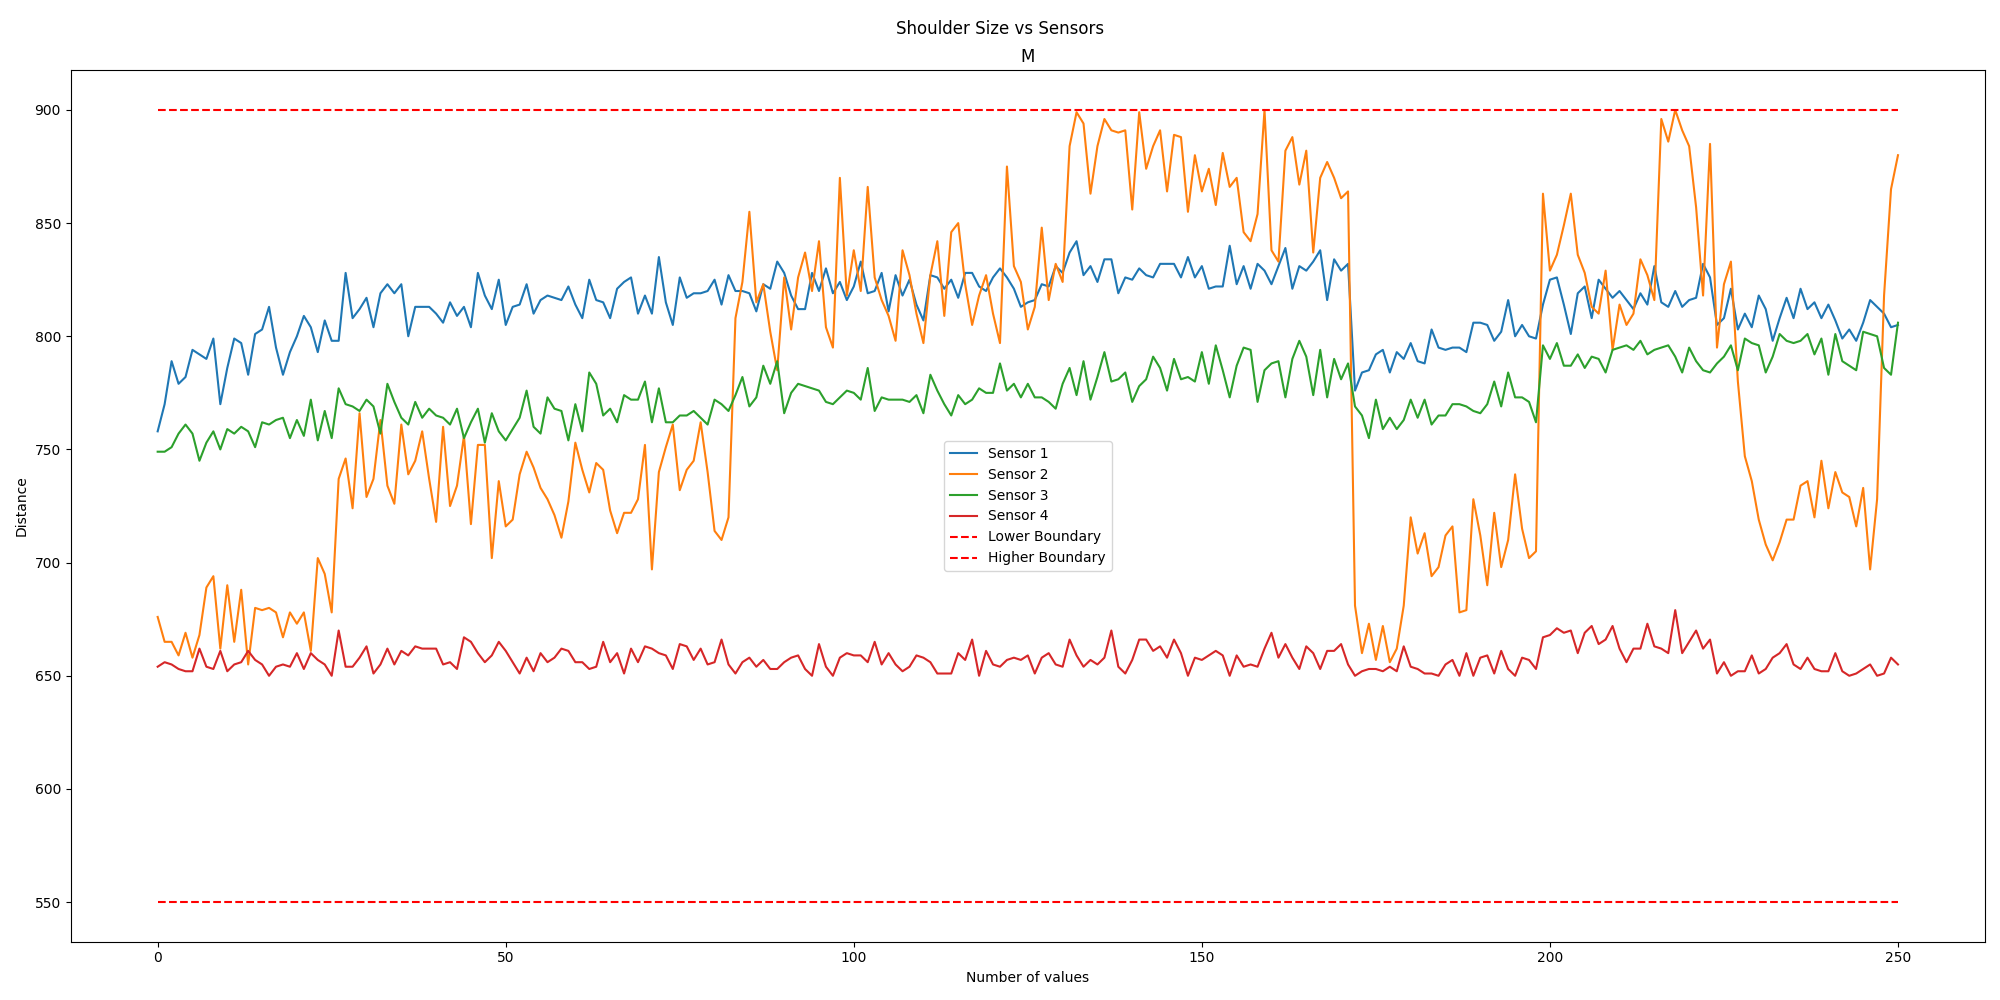 Shoulder Size vs Sensors
M
900
850
800
750
700
650
600
550
Distance
Sensor 1
Sensor 2
Sensor 3
Sensor 4
Lower Boundary
Higher Boundary
0 50 100 150 200 250
Number of values